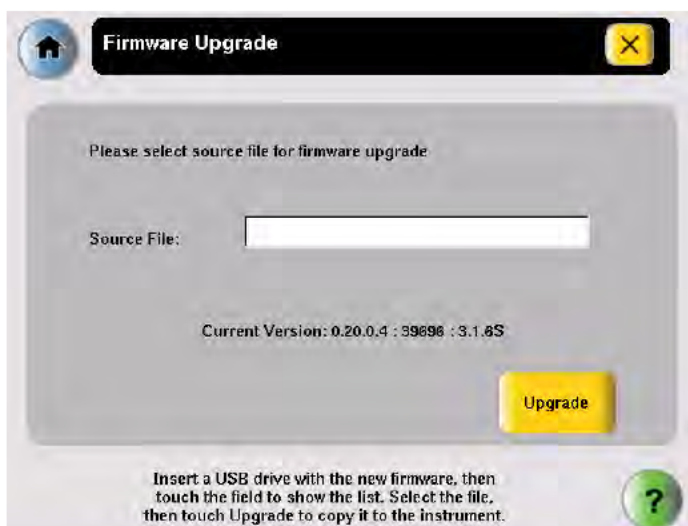 Firmware Upgrade
Please select source file for firmware upgrade
Source File:
Current Version: 0.20.0.4 : 39696 : 3.1.6S
Upgrade
Insert a USB drive with the new firmware, then
touch the field to show the list. Select the file,
then touch Upgrade to copy it to the instrument.
?